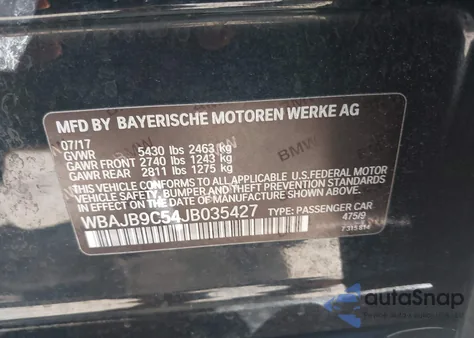 MFD BY BAYERISCHE MOTOREN WERKE AG
07/17
GVWR 5430 lbs 2463 kg
GAWR FRONT 2740 lbs 1243 kg
GAWR REAR 2811 lbs 1275 kg
THIS VEHICLE CONFORMS TO ALL APPLICABLE U.S.FEDERAL MOTOR
VEHICLE SAFETY, BUMPER, AND THEFT PREVENTION STANDARDS IN
EFFECT ON THE DATE OF MANUFACTURE SHOWN ABOVE.
WBAJB9C54JB035427 TYPE: PASSENGER CAR
475/9
BMW
autoSnap